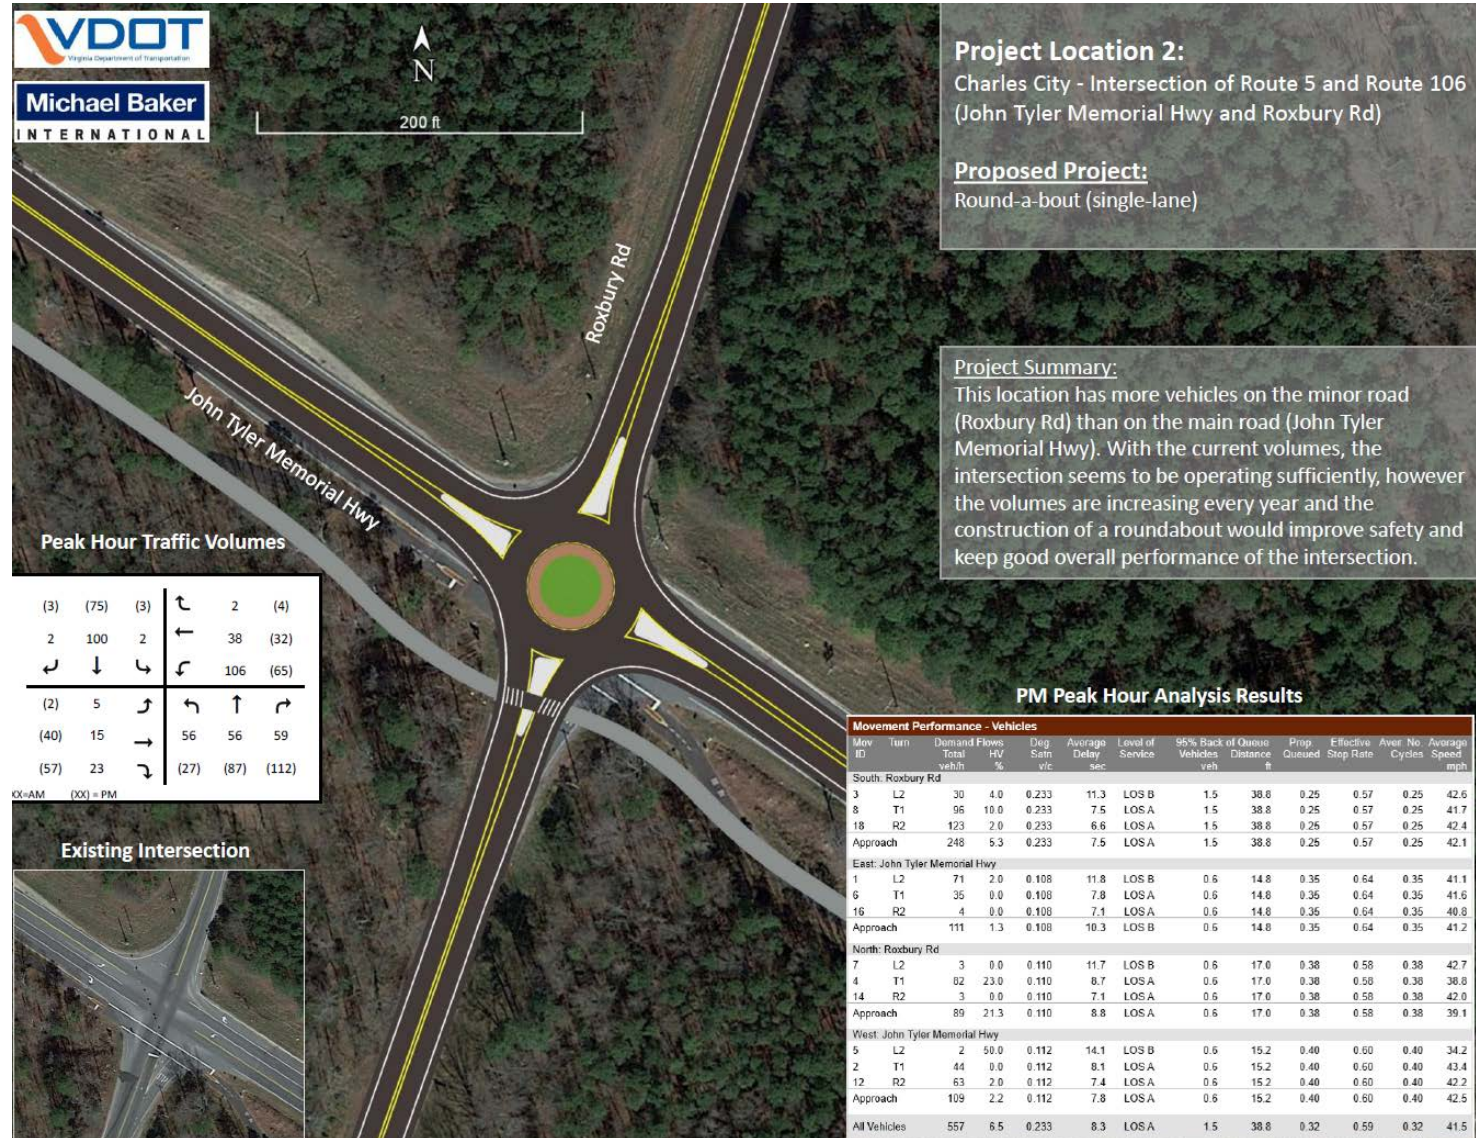 VDOT
Virginia Department of Transportation
Michael Baker
INTERNATIONAL
N
200 ft
Project Location 2:
Charles City - Intersection of Route 5 and Route 106
(John Tyler Memorial Hwy and Roxbury Rd)
Proposed Project:
Round-a-bout (single-lane)
Roxbury Rd
John Tyler Memorial Hwy
Project Summary:
This location has more vehicles on the minor road
(Roxbury Rd) than on the main road (John Tyler
Memorial Hwy). With the current volumes, the
intersection seems to be operating sufficiently, however
the volumes are increasing every year and the
construction of a roundabout would improve safety and
keep good overall performance of the intersection.
Peak Hour Traffic Volumes
(3) (75) (3) 2 (4)
2 100 2 38 (32)
106 (65)
(2) 5
(40) 15 56 56 59
(57) 23 (27) (87) (112)
XX=AM (XX) = PM
Existing Intersection
PM Peak Hour Analysis Results
Movement Performance - Vehicles
Mov Turn Demand Flows Deg. Average Level of 95% Back of Queue Prop. Effective Aver. No. Average
ID Total HV Satn Delay Service Vehicles Distance Queued Stop Rate Cycles Speed
veh/h % v/c sec veh ft mph
South: Roxbury Rd
3 L2 30 4.0 0.233 11.3 LOS B 1.5 38.8 0.25 0.57 0.25 42.6
8 T1 96 10.0 0.233 7.5 LOS A 1.5 38.8 0.25 0.57 0.25 41.7
18 R2 123 2.0 0.233 6.6 LOS A 1.5 38.8 0.25 0.57 0.25 42.4
Approach 248 5.3 0.233 7.5 LOS A 1.5 38.8 0.25 0.57 0.25 42.1
East: John Tyler Memorial Hwy
1 L2 71 2.0 0.108 11.8 LOS B 0.6 14.8 0.35 0.64 0.35 41.1
6 T1 35 0.0 0.108 7.8 LOS A 0.6 14.8 0.35 0.64 0.35 41.6
16 R2 4 0.0 0.108 7.1 LOS A 0.6 14.8 0.35 0.64 0.35 40.8
Approach 111 1.3 0.108 10.3 LOS B 0.6 14.8 0.35 0.64 0.35 41.2
North: Roxbury Rd
7 L2 3 0.0 0.110 11.7 LOS B 0.6 17.0 0.38 0.58 0.38 42.7
4 T1 82 23.0 0.110 8.7 LOS A 0.6 17.0 0.38 0.58 0.38 38.8
14 R2 3 0.0 0.110 7.1 LOS A 0.6 17.0 0.38 0.58 0.38 42.0
Approach 89 21.3 0.110 8.8 LOS A 0.6 17.0 0.38 0.58 0.38 39.1
West: John Tyler Memorial Hwy
5 L2 2 50.0 0.112 14.1 LOS B 0.6 15.2 0.40 0.60 0.40 34.2
2 T1 44 0.0 0.112 8.1 LOS A 0.6 15.2 0.40 0.60 0.40 43.4
12 R2 63 2.0 0.112 7.4 LOS A 0.6 15.2 0.40 0.60 0.40 42.2
Approach 109 2.2 0.112 7.8 LOS A 0.6 15.2 0.40 0.60 0.40 42.5
All Vehicles 557 6.5 0.233 8.3 LOS A 1.5 38.8 0.32 0.59 0.32 41.5